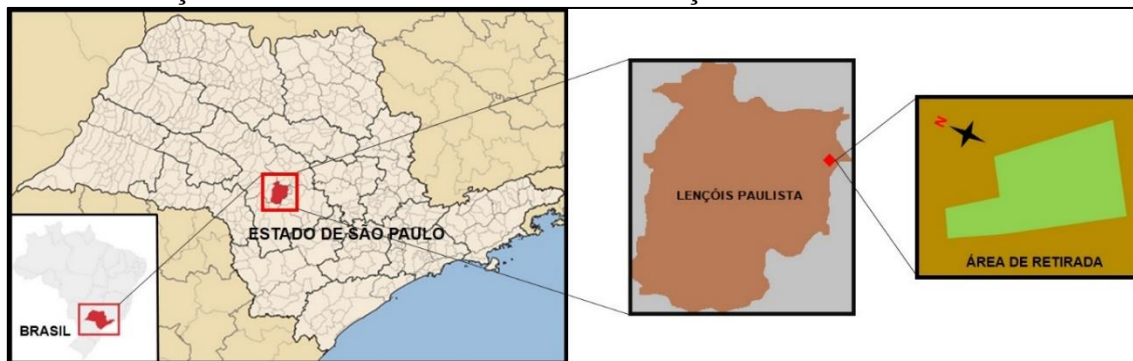 ESTADO DE SÃO PAULO
BRASIL
LENÇÓIS PAULISTA
N
ÁREA DE RETIRADA